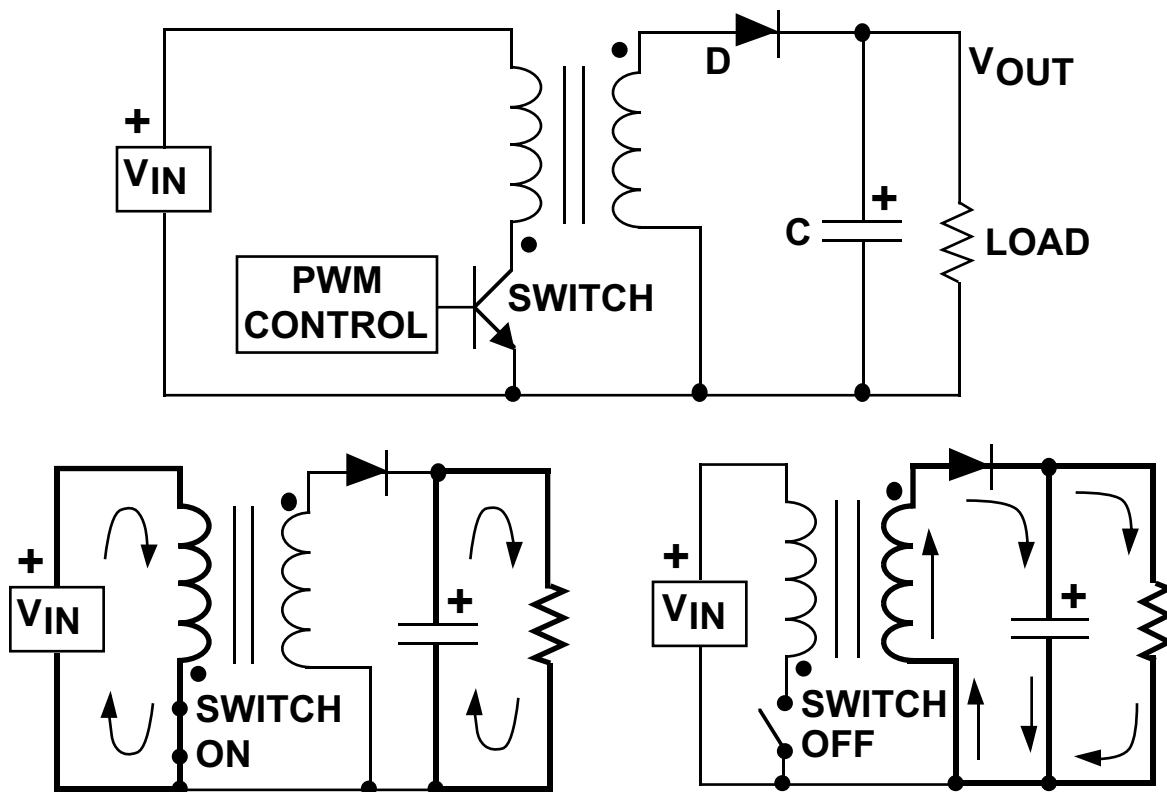 D
VOUT
+
VIN
+
C
LOAD
PWM
CONTROL
SWITCH
+
VIN
+
SWITCH
ON
+
VIN
+
SWITCH
OFF